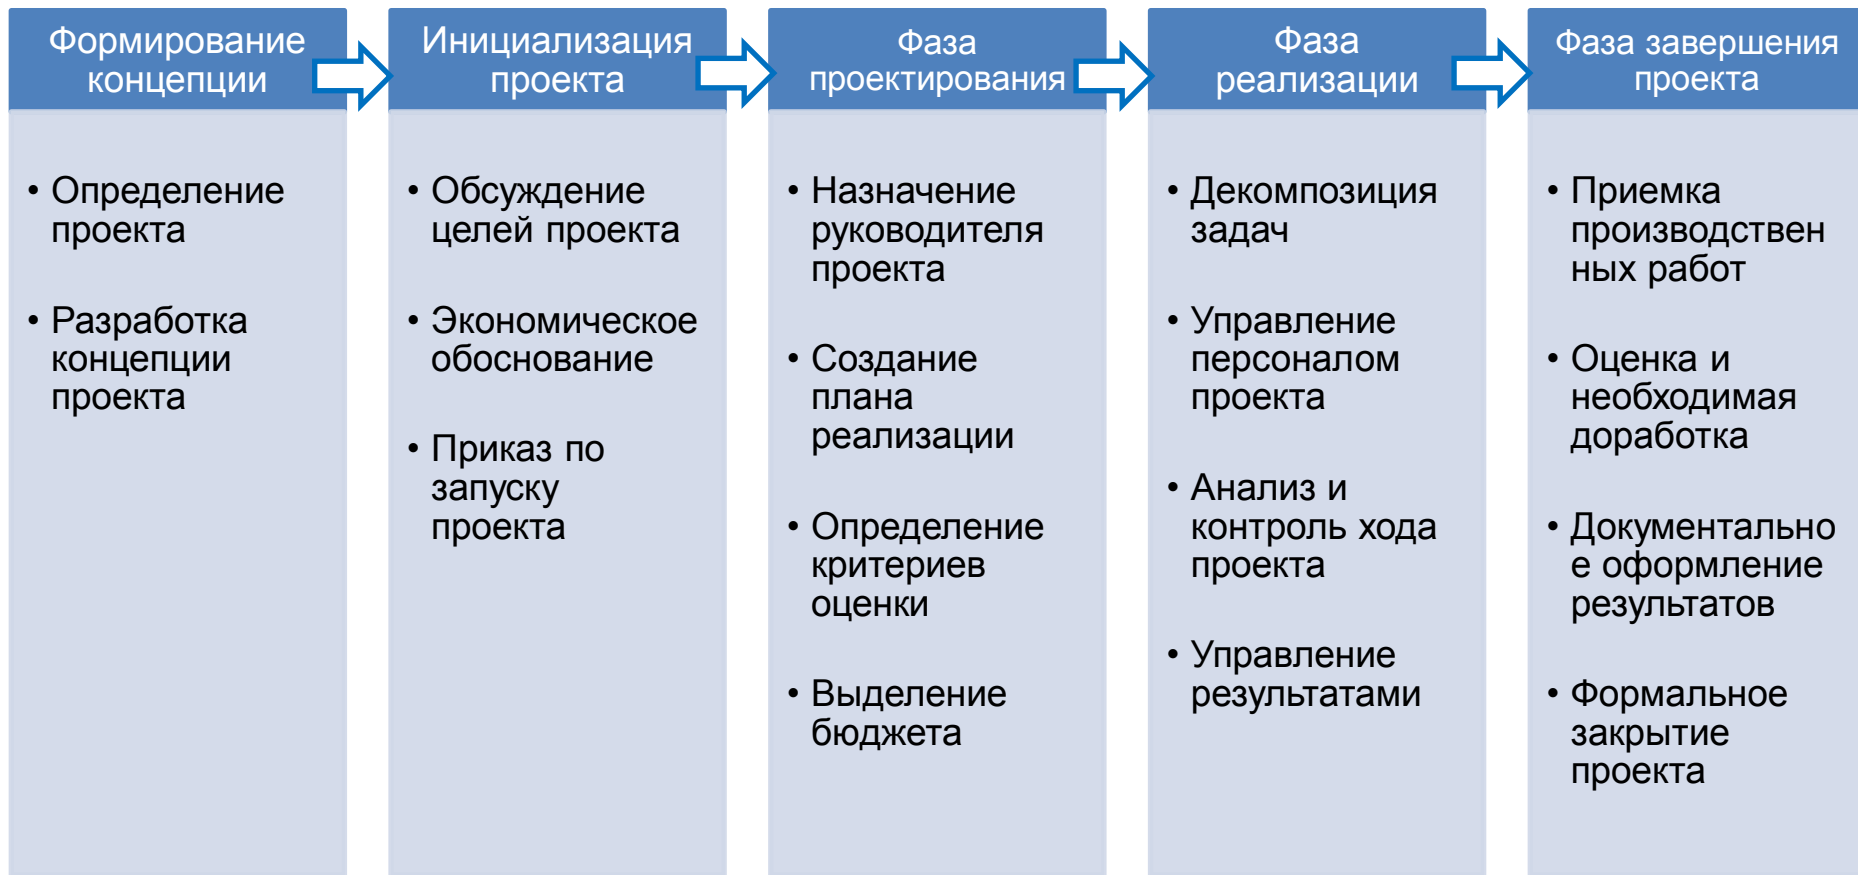 Формирование
концепции
• Определение
проекта
• Разработка
концепции
проекта
Инициализация
проекта
• Обсуждение
целей проекта
• Экономическое
обоснование
• Приказ по
запуску
проекта
Фаза
проектирования
• Назначение
руководителя
проекта
• Создание
плана
реализации
• Определение
критериев
оценки
• Выделение
бюджета
Фаза
реализации
• Декомпозиция
задач
• Управление
персоналом
проекта
• Анализ и
контроль хода
проекта
• Управление
результатами
Фаза завершения
проекта
• Приемка
производствен
ных работ
• Оценка и
необходимая
доработка
• Документально
е оформление
результатов
• Формальное
закрытие
проекта